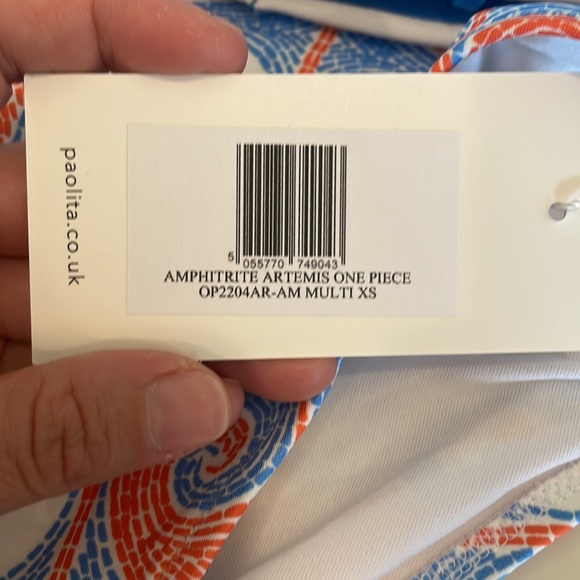 paolita.co.uk
5 055770 749043
AMPHITRITE ARTEMIS ONE PIECE
OP2204AR-AM MULTI XS